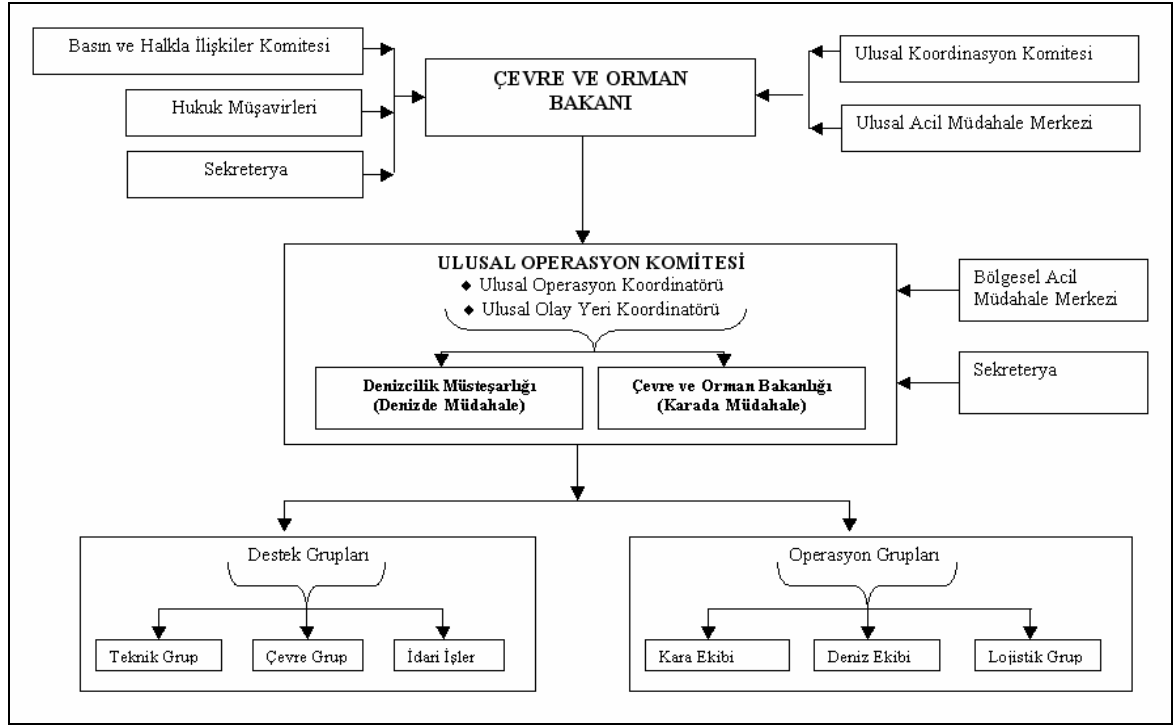 Basın ve Halkla İlişkiler Komitesi
Hukuk Müşavirleri
Sekreterya
ÇEVRE VE ORMAN
BAKANI
Ulusal Koordinasyon Komitesi
Ulusal Acil Müdahale Merkezi
ULUSAL OPERASYON KOMİTESİ
◆ Ulusal Operasyon Koordinatörü
◆ Ulusal Olay Yeri Koordinatörü
Denizcilik Müsteşarlığı
(Denizde Müdahale)
Çevre ve Orman Bakanlığı
(Karada Müdahale)
Bölgesel Acil
Müdahale Merkezi
Sekreterya
Destek Grupları
Teknik Grup
Çevre Grup
İdari İşler
Operasyon Grupları
Kara Ekibi
Deniz Ekibi
Lojistik Grup